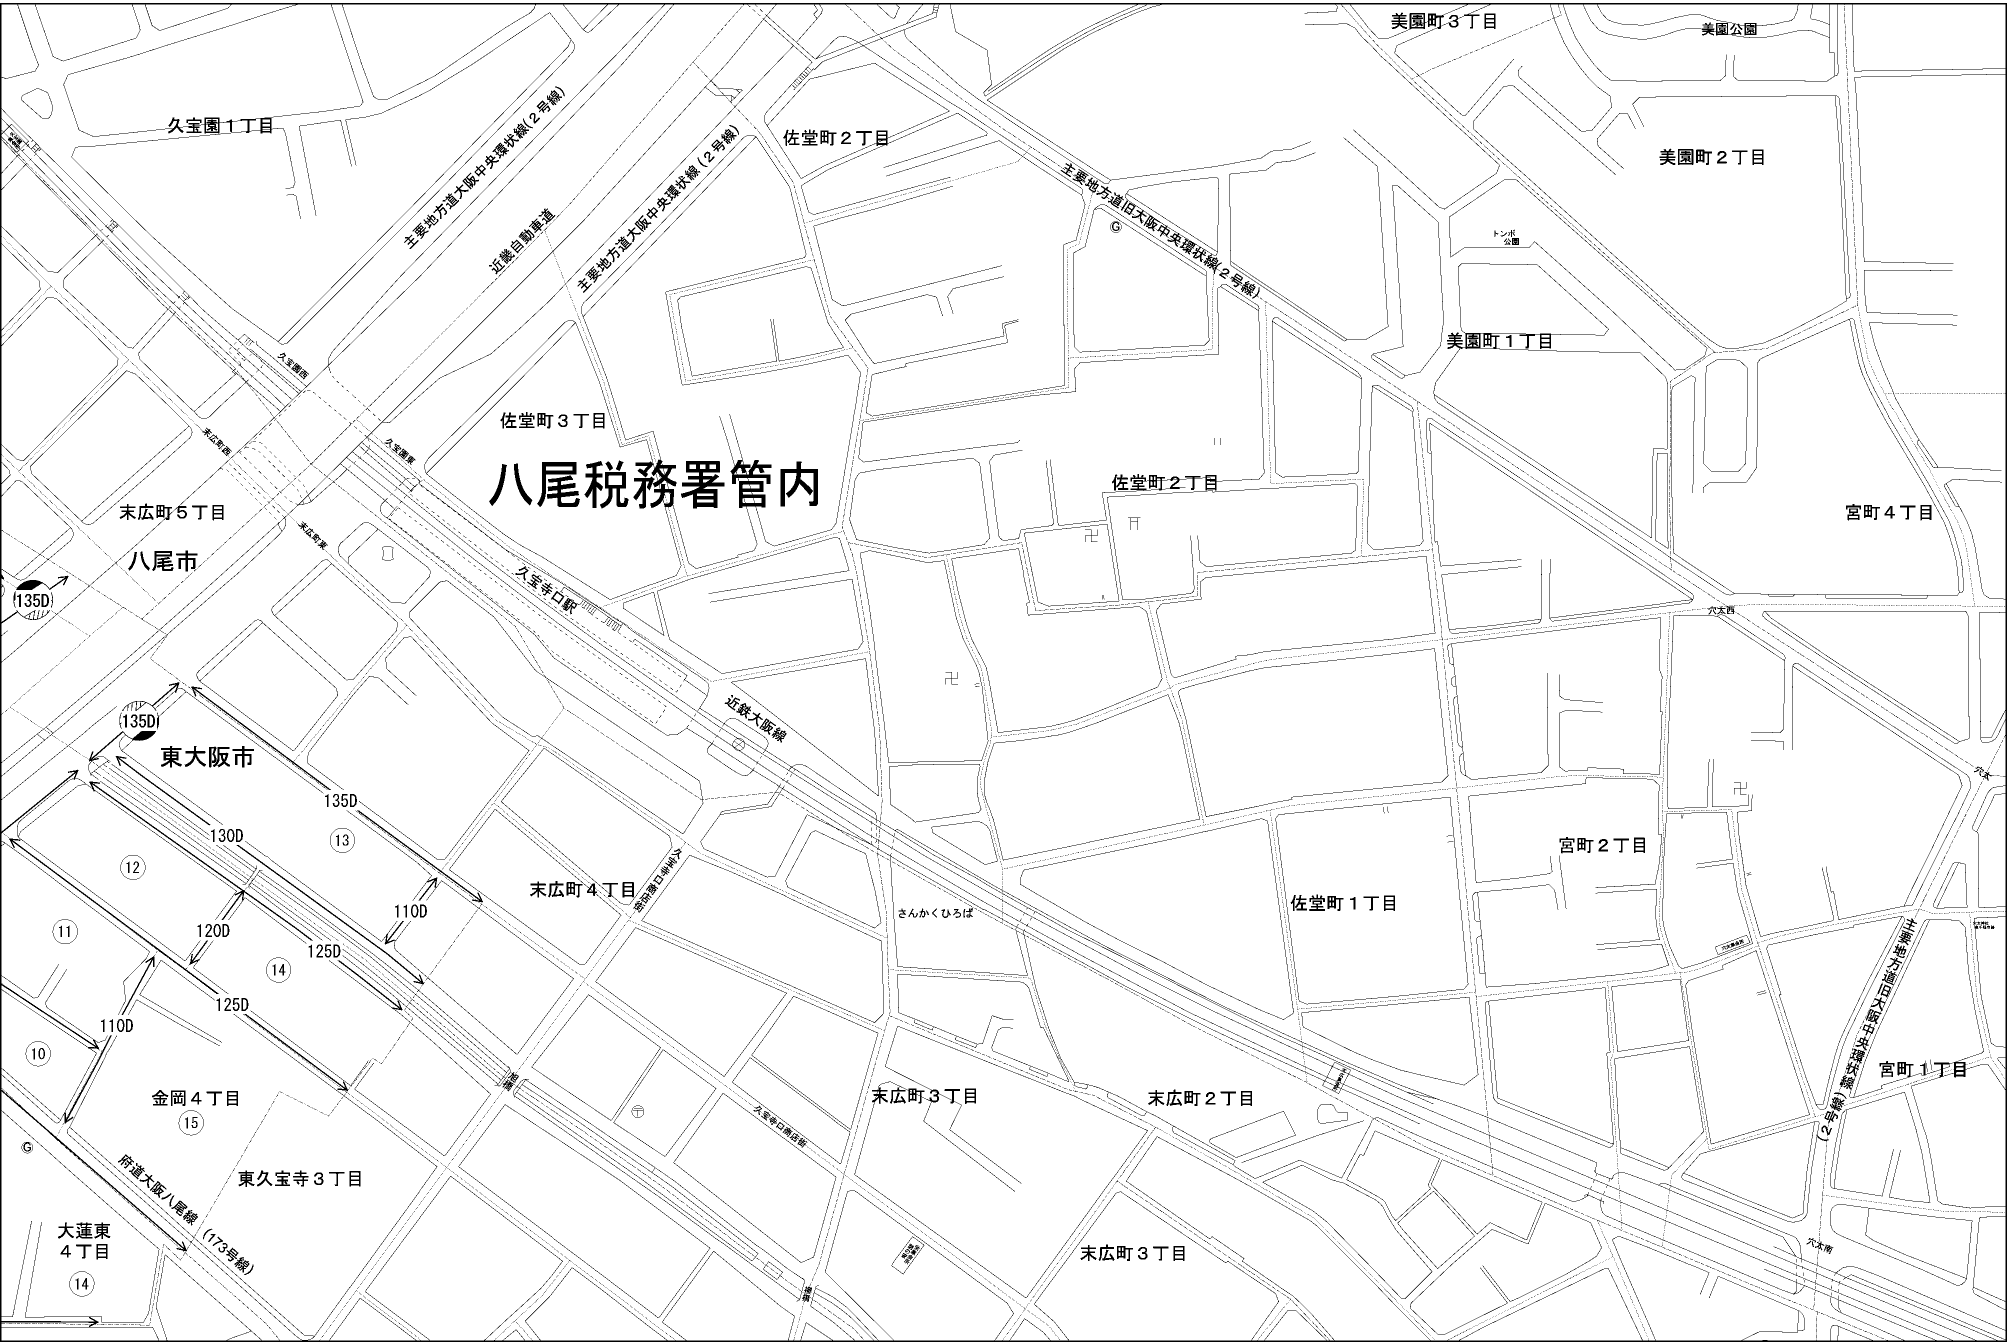 美園町３丁目
美園公園
久宝園１丁目
主要地方道大阪中央環状線(２号線)
佐堂町２丁目
美園町２丁目
主要地方道大阪中央環状線(２号線)
近畿自動車道
主要地方道旧大阪中央環状線(２号線)
G
トンボ
公園
美園町１丁目
久宝園西
佐堂町３丁目
末広町西
久宝園東
八尾税務署管内
佐堂町２丁目
末広町５丁目
宮町４丁目
末広町東
八尾市
135D
久宝寺口駅
穴太西
近鉄大阪線
135D
東大阪市
穴太
135D
130D
13
12
宮町２丁目
末広町４丁目
久宝寺口商店街
佐堂町１丁目
110D
さんかくひろば
11
120D
125D
14
主要地方道旧大阪中央環状線(２号線)
125D
110D
10
宮町１丁目
旭橋
金岡４丁目
末広町３丁目
末広町２丁目
15
久宝寺口商店街
G
府道大阪八尾線 (173号線)
東久宝寺３丁目
大蓮東
４丁目
末広町３丁目
穴太南
14